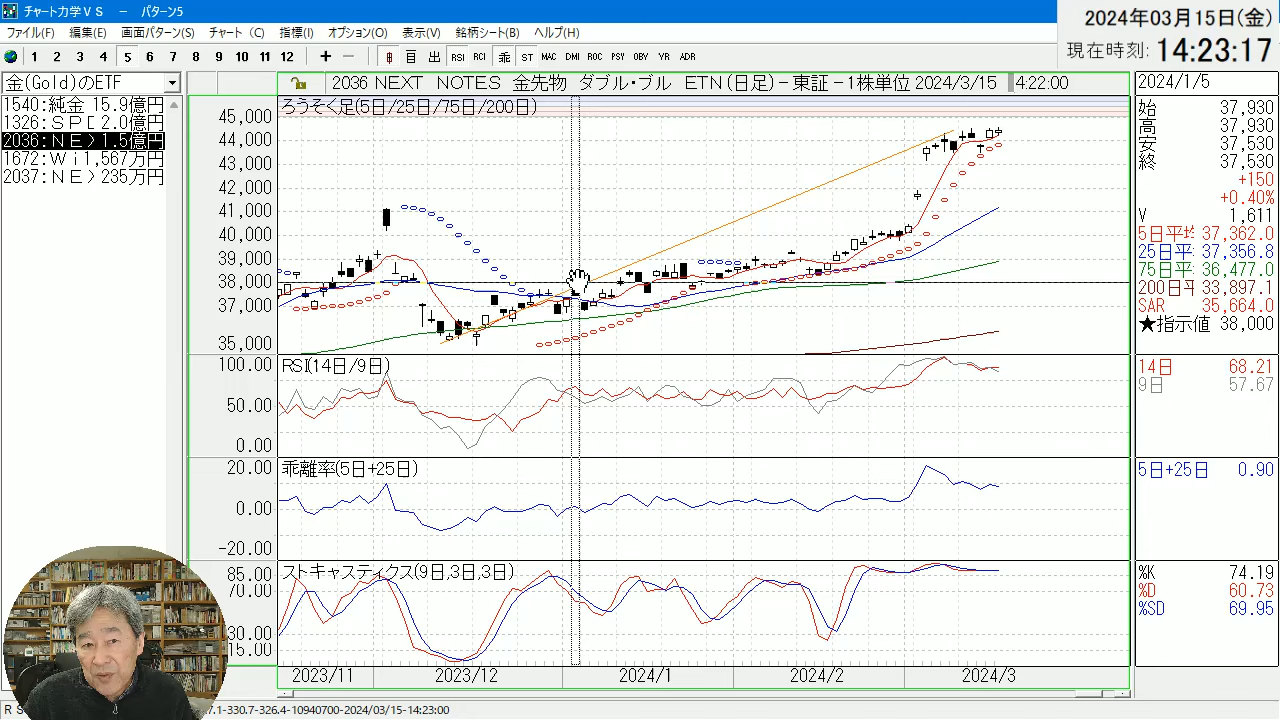 チャート力学VS － パターン5
2024年03月15日(金)
現在時刻: 14:23:17
ファイル(F) 編集(E) 画面パターン(S) チャート (C) 指標(I) オプション(O) 表示(V) 銘柄シート(B) ヘルプ(H)
1 2 3 4 5 6 7 8 9 10 11 12 + － 日 百 出 RSI RCI 乖 ST MAC DMI ROC PSY OBV YR ADR
金(Gold)のETF
1540:純金 15.9億円
1326:SP[ 2.0億円
2036:NE> 1.5億円
1672:Wi1,567万円
2037:NE> 235万円
2036 NEXT NOTES 金先物 ダブル・ブル ETN (日足)－東証－1株単位 2024/3/15 4:22:00
ろうそく足(5日/25日/75日/200日)
45,000
44,000
43,000
42,000
41,000
40,000
39,000
38,000
37,000
35,000
RSI(14日/9日)
100.00
50.00
0.00
乖離率(5日+25日)
20.00
0.00
-20.00
ストキャスティクス(9日,3日,3日)
85.00
70.00
30.00
15.00
2023/11 2023/12 2024/1 2024/2 2024/3
2024/1/5
始 37,930
高 37,930
安 37,530
終 37,530
+150
+0.40%
V 1,611
5日平均 37,362.0
25日平 37,356.8
75日平 36,477.0
200日平 33,897.1
SAR 35,664.0
★指示値 38,000
14日 68.21
9日 57.67
5日+25日 0.90
%K 74.19
%D 60.73
%SD 69.95
R S 7.1-330.7-326.4-10940700-2024/03/15-14:23:00